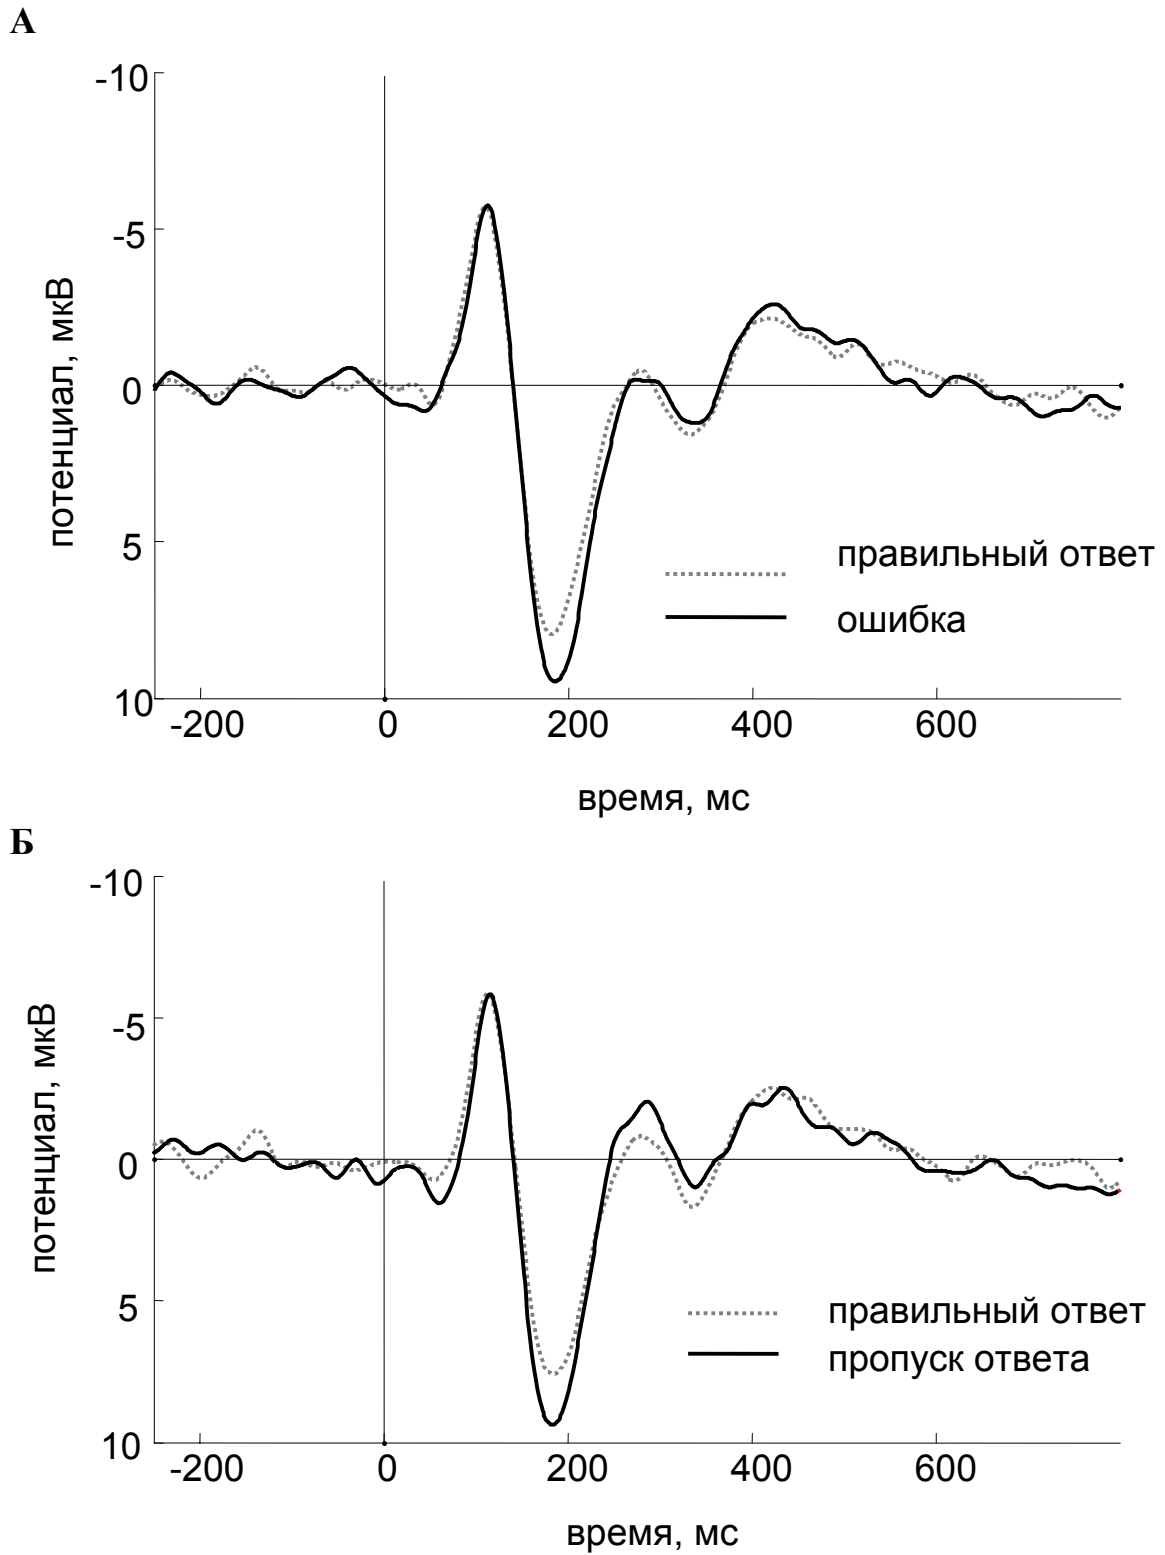 А
-10
-5
0
5
10
потенциал, мкВ
правильный ответ
ошибка
-200 0 200 400 600
время, мс
Б
-10
-5
0
5
10
потенциал, мкВ
правильный ответ
пропуск ответа
-200 0 200 400 600
время, мс